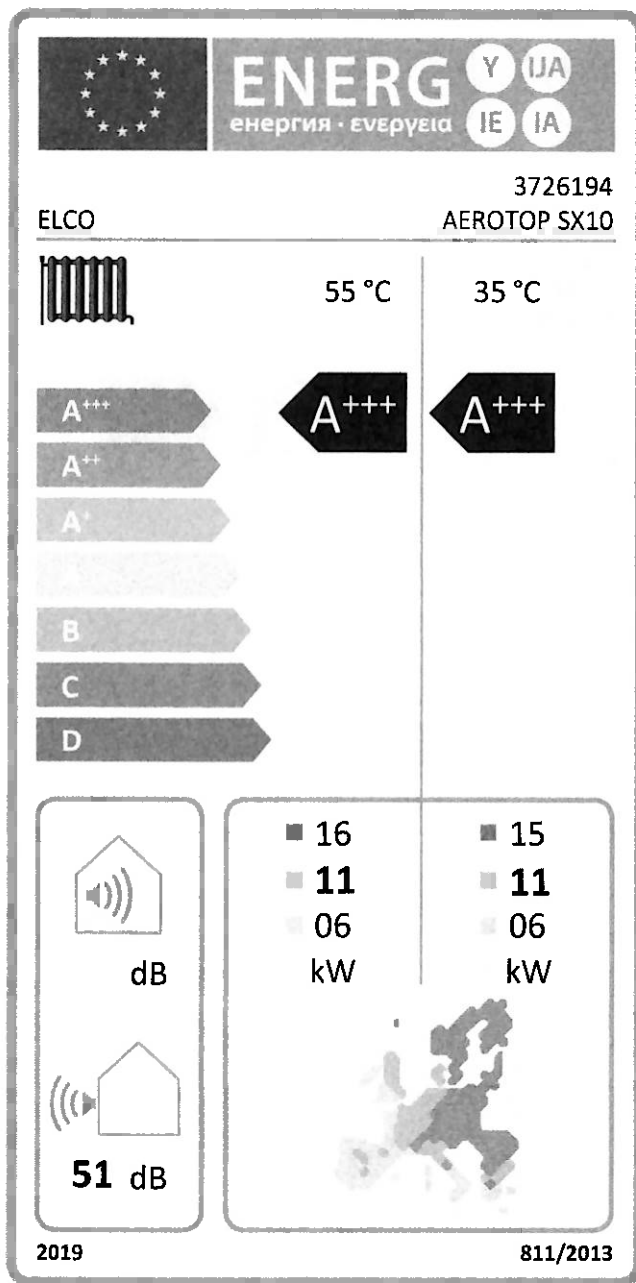 ENERG Y IJA
енергия · ενεργεια IE IA
3726194
ELCO AEROTOP SX10
55 °C 35 °C
A+++ A+++ A+++
A++
A+
B
C
D
16 15
11 11
06 06
kW kW
dB
51 dB
2019 811/2013